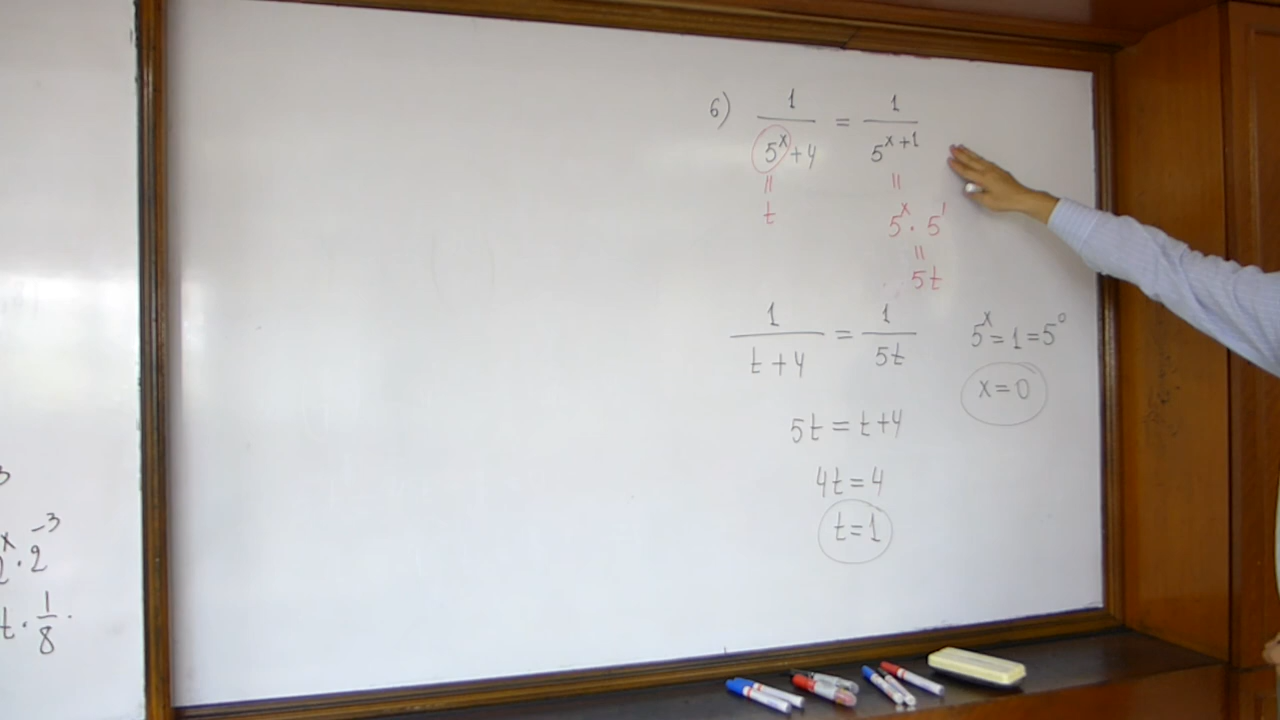 6) 1/(5^x+4) = 1/5^(x+1)
= =
t 5^x · 5^1
=
5t
1/(t+4) = 1/5t
5t = t+4
4t = 4
t = 1
5^x = 1 = 5^0
x = 0
3
2^x · 2^-3
t · 1/8 .